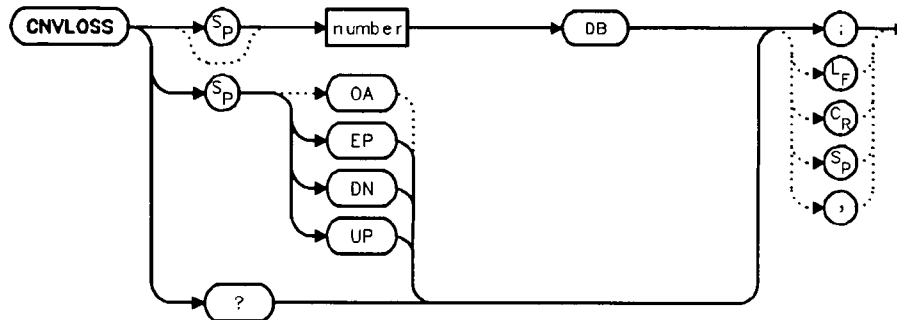 CNVLOSS SP number DB ;
SP OA LF
EP CR
DN SP
UP ,
?